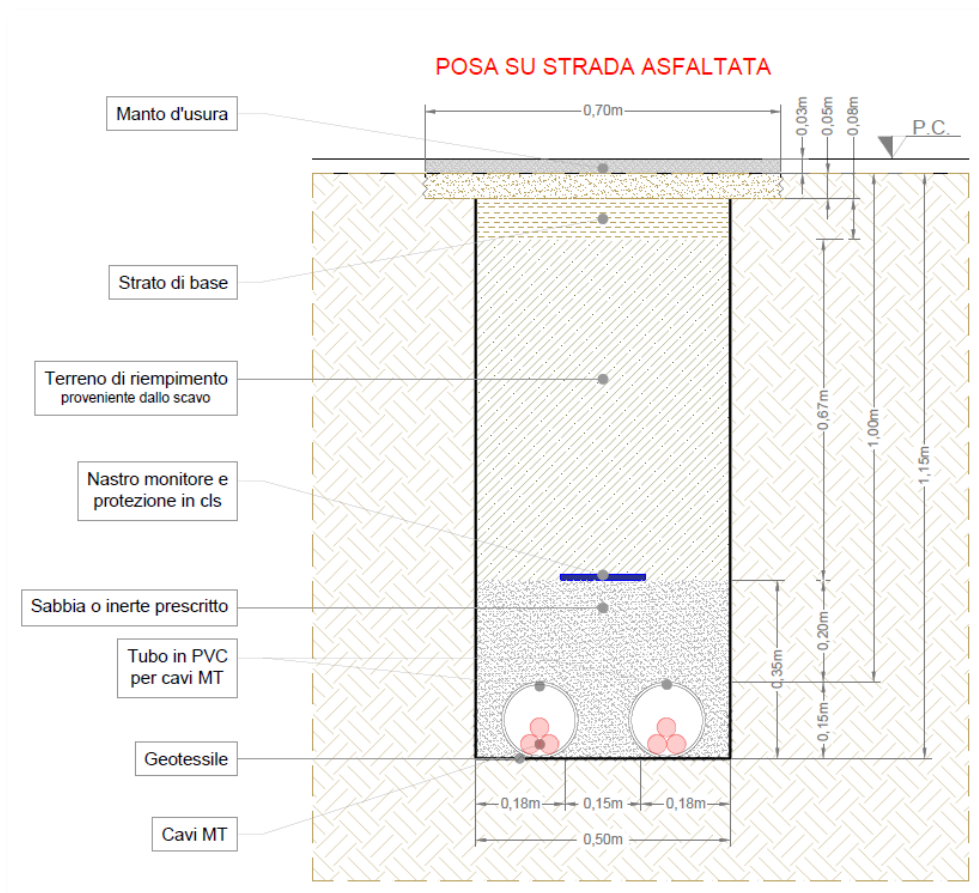 POSA SU STRADA ASFALTATA
Manto d'usura
0,70m
0,03m
0,05m
0,08m
P.C.
Strato di base
Terreno di riempimento
proveniente dallo scavo
0,67m
1,00m
1,15m
Nastro monitore e
protezione in cls
Sabbia o inerte prescritto
0,20m
0,35m
Tubo in PVC
per cavi MT
0,15m
Geotessile
0,18m
0,15m
0,18m
Cavi MT
0,50m